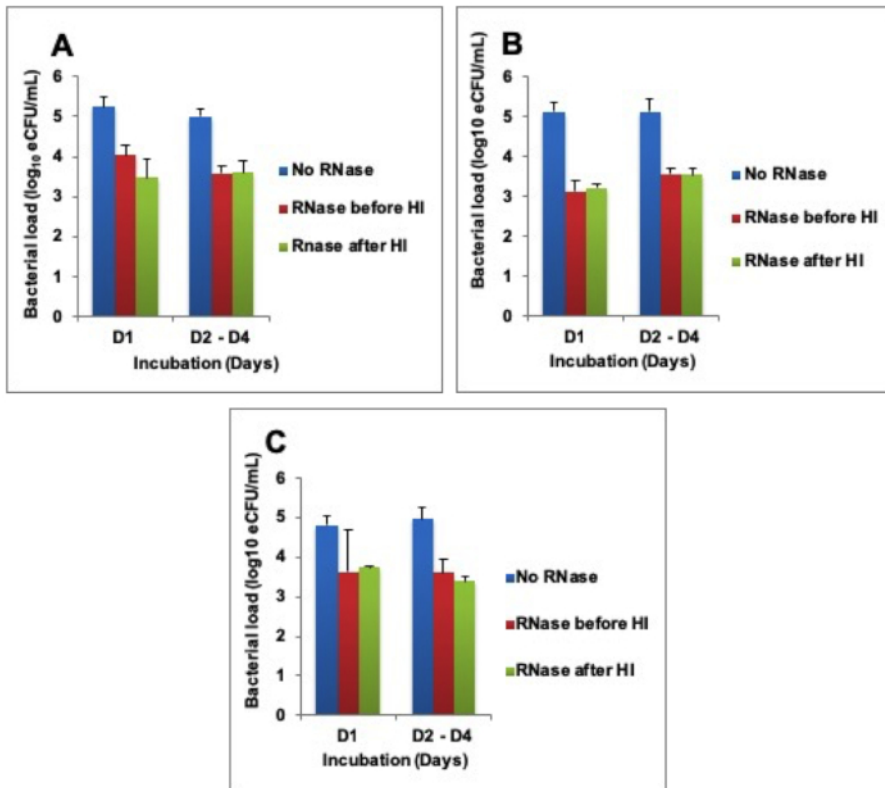 A
Bacterial load (log₁₀ eCFU/mL)
6
5
4
3
2
1
0
D1
D2 - D4
Incubation (Days)
No RNase
RNase before HI
Rnase after HI
B
Bacterial load (log10 eCFU/mL)
6
5
4
3
2
1
0
D1
D2 - D4
Incubation (Days)
No RNase
RNase before HI
RNase after HI
C
Bacterial load (log10 eCFU/mL)
6
5
4
3
2
1
0
D1
D2 - D4
Incubation (Days)
No RNase
RNase before HI
RNase after HI